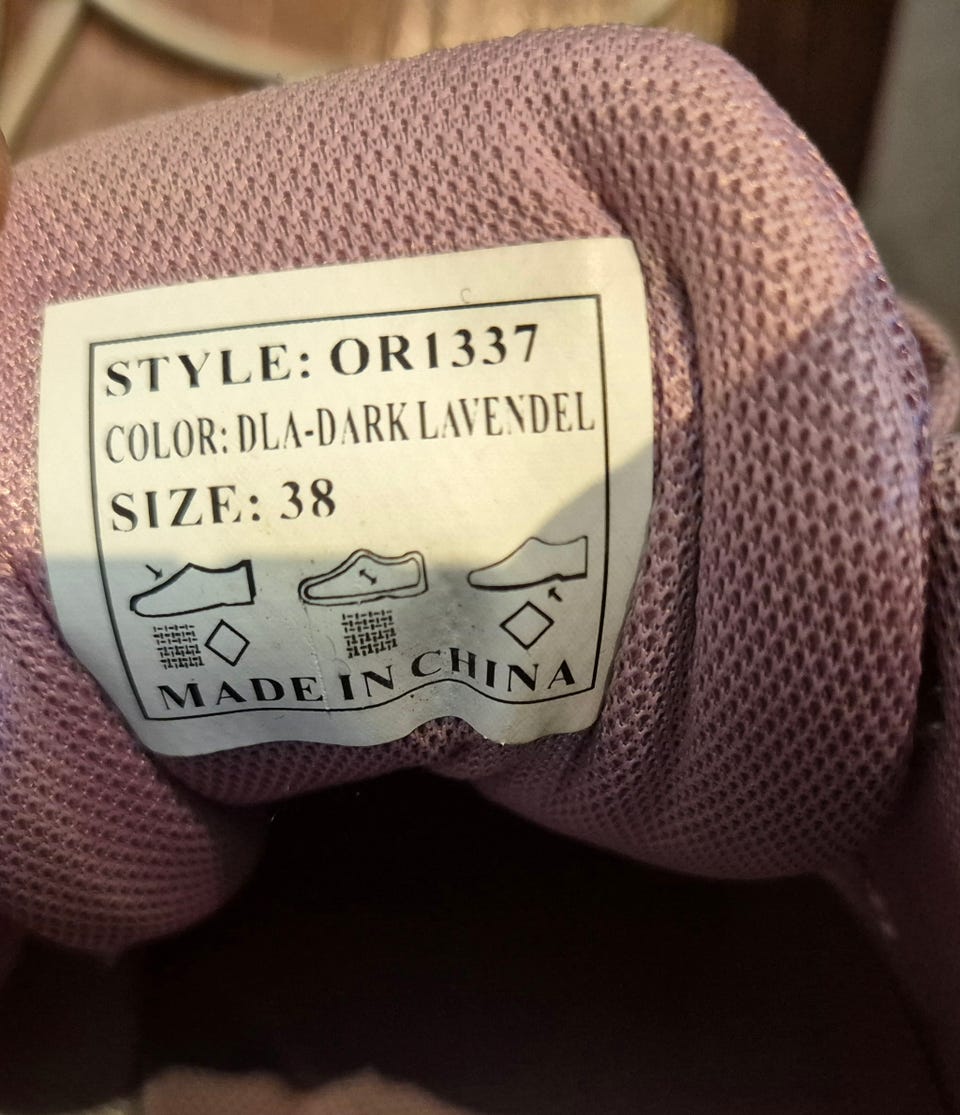 STYLE: OR1337
COLOR: DLA-DARK LAVENDEL
SIZE: 38
MADE IN CHINA